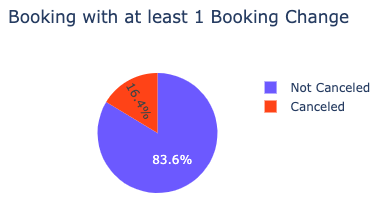 Booking with at least 1 Booking Change
Not Canceled
Canceled
16.4%
83.6%